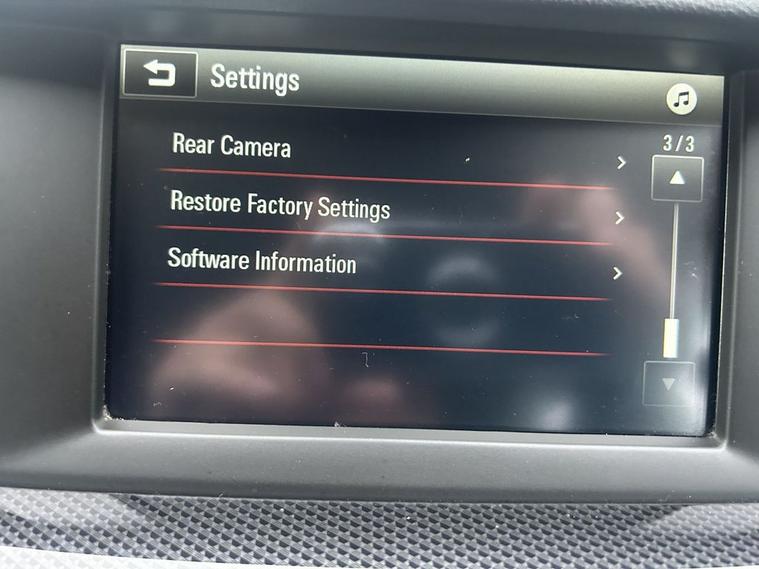 Settings
Rear Camera
3/3
Restore Factory Settings
Software Information